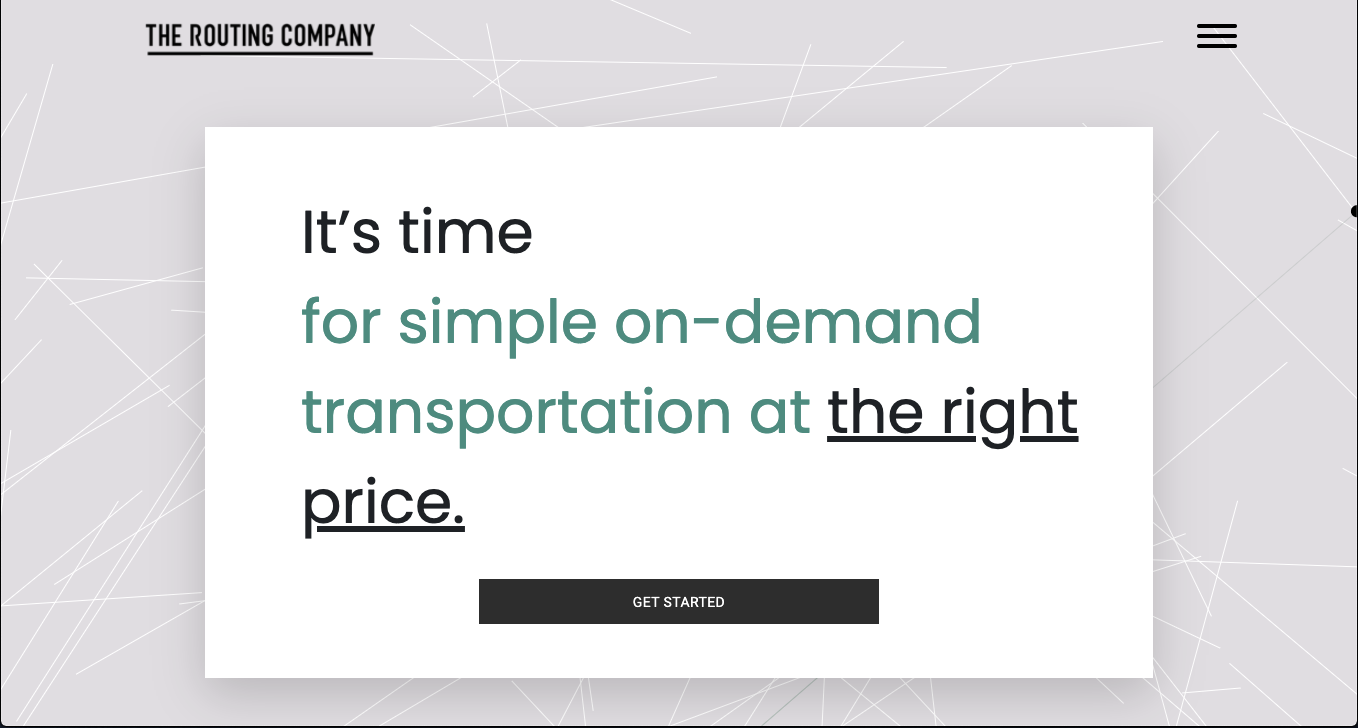 THE ROUTING COMPANY
It’s time
for simple on-demand
transportation at the right
price.
GET STARTED